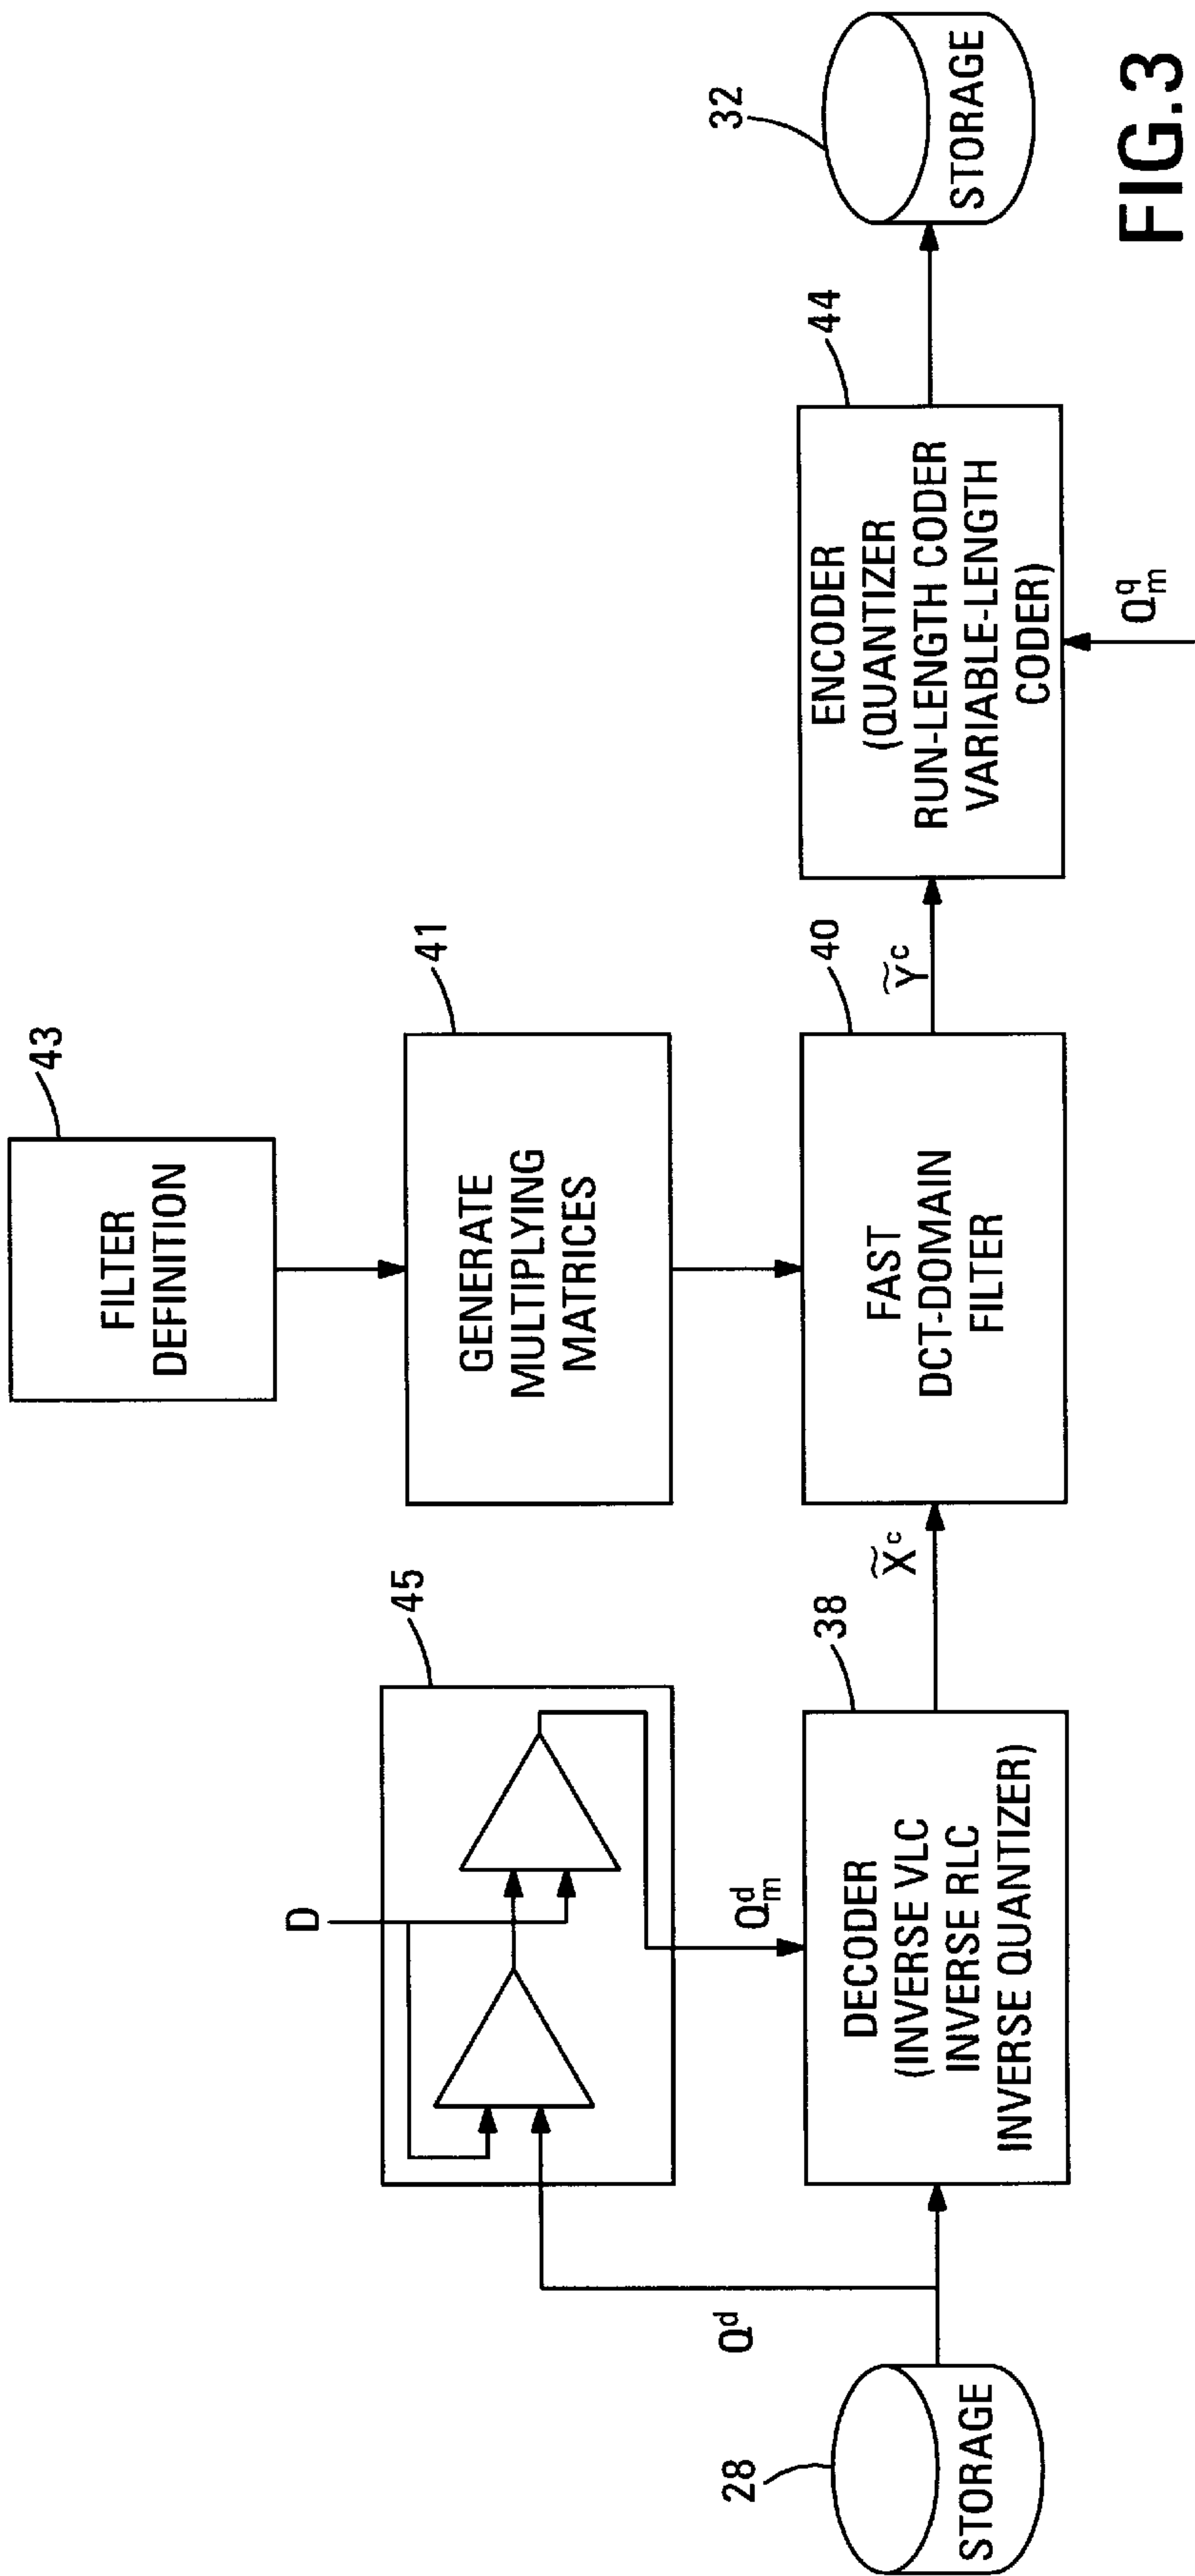 43
FILTER
DEFINITION
41
GENERATE
MULTIPLYING
MATRICES
45
D
Q^d_m
Q^d
28
STORAGE
38
DECODER
(INVERSE VLC
INVERSE RLC
INVERSE QUANTIZER)
X̃^c
40
FAST
DCT-DOMAIN
FILTER
Ỹ^c
44
ENCODER
(QUANTIZER
RUN-LENGTH CODER
VARIABLE-LENGTH
CODER)
Q^q_m
32
STORAGE
FIG.3